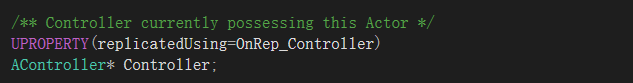 /** Controller currently possessing this Actor */
UPROPERTY(replicatedUsing=OnRep_Controller)
AController* Controller;